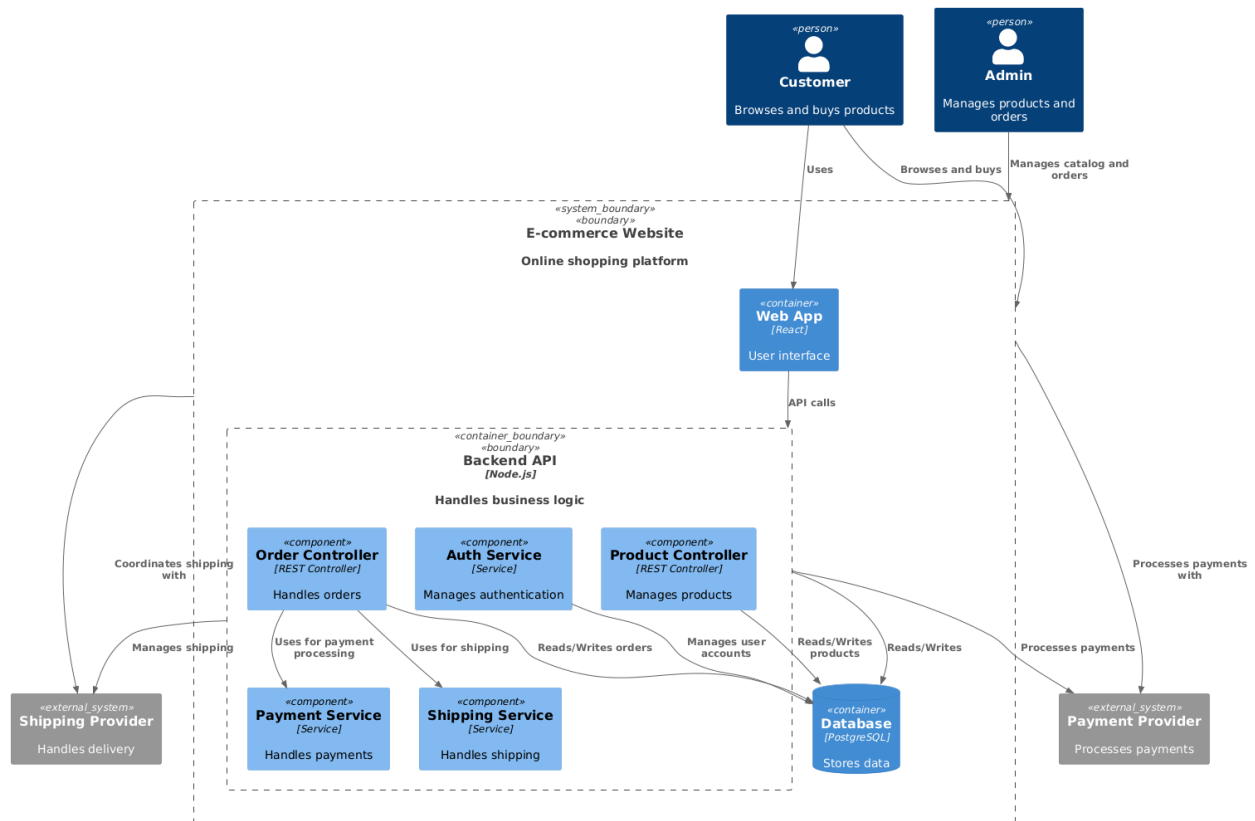 «person»
Customer
Browses and buys products
«person»
Admin
Manages products and
orders
Uses
Browses and buys
Manages catalog and
orders
«system_boundary»
«boundary»
E-commerce Website
Online shopping platform
«container»
Web App
[React]
User interface
API calls
«container_boundary»
«boundary»
Backend API
[Node.js]
Handles business logic
«component»
Order Controller
[REST Controller]
Handles orders
«component»
Auth Service
[Service]
Manages authentication
«component»
Product Controller
[REST Controller]
Manages products
Coordinates shipping
with
Processes payments
with
Manages shipping
Uses for payment
processing
Uses for shipping
Reads/Writes orders
Manages user
accounts
Reads/Writes
products
Reads/Writes
Processes payments
«external_system»
Shipping Provider
Handles delivery
«component»
Payment Service
[Service]
Handles payments
«component»
Shipping Service
[Service]
Handles shipping
«container»
Database
[PostgreSQL]
Stores data
«external_system»
Payment Provider
Processes payments